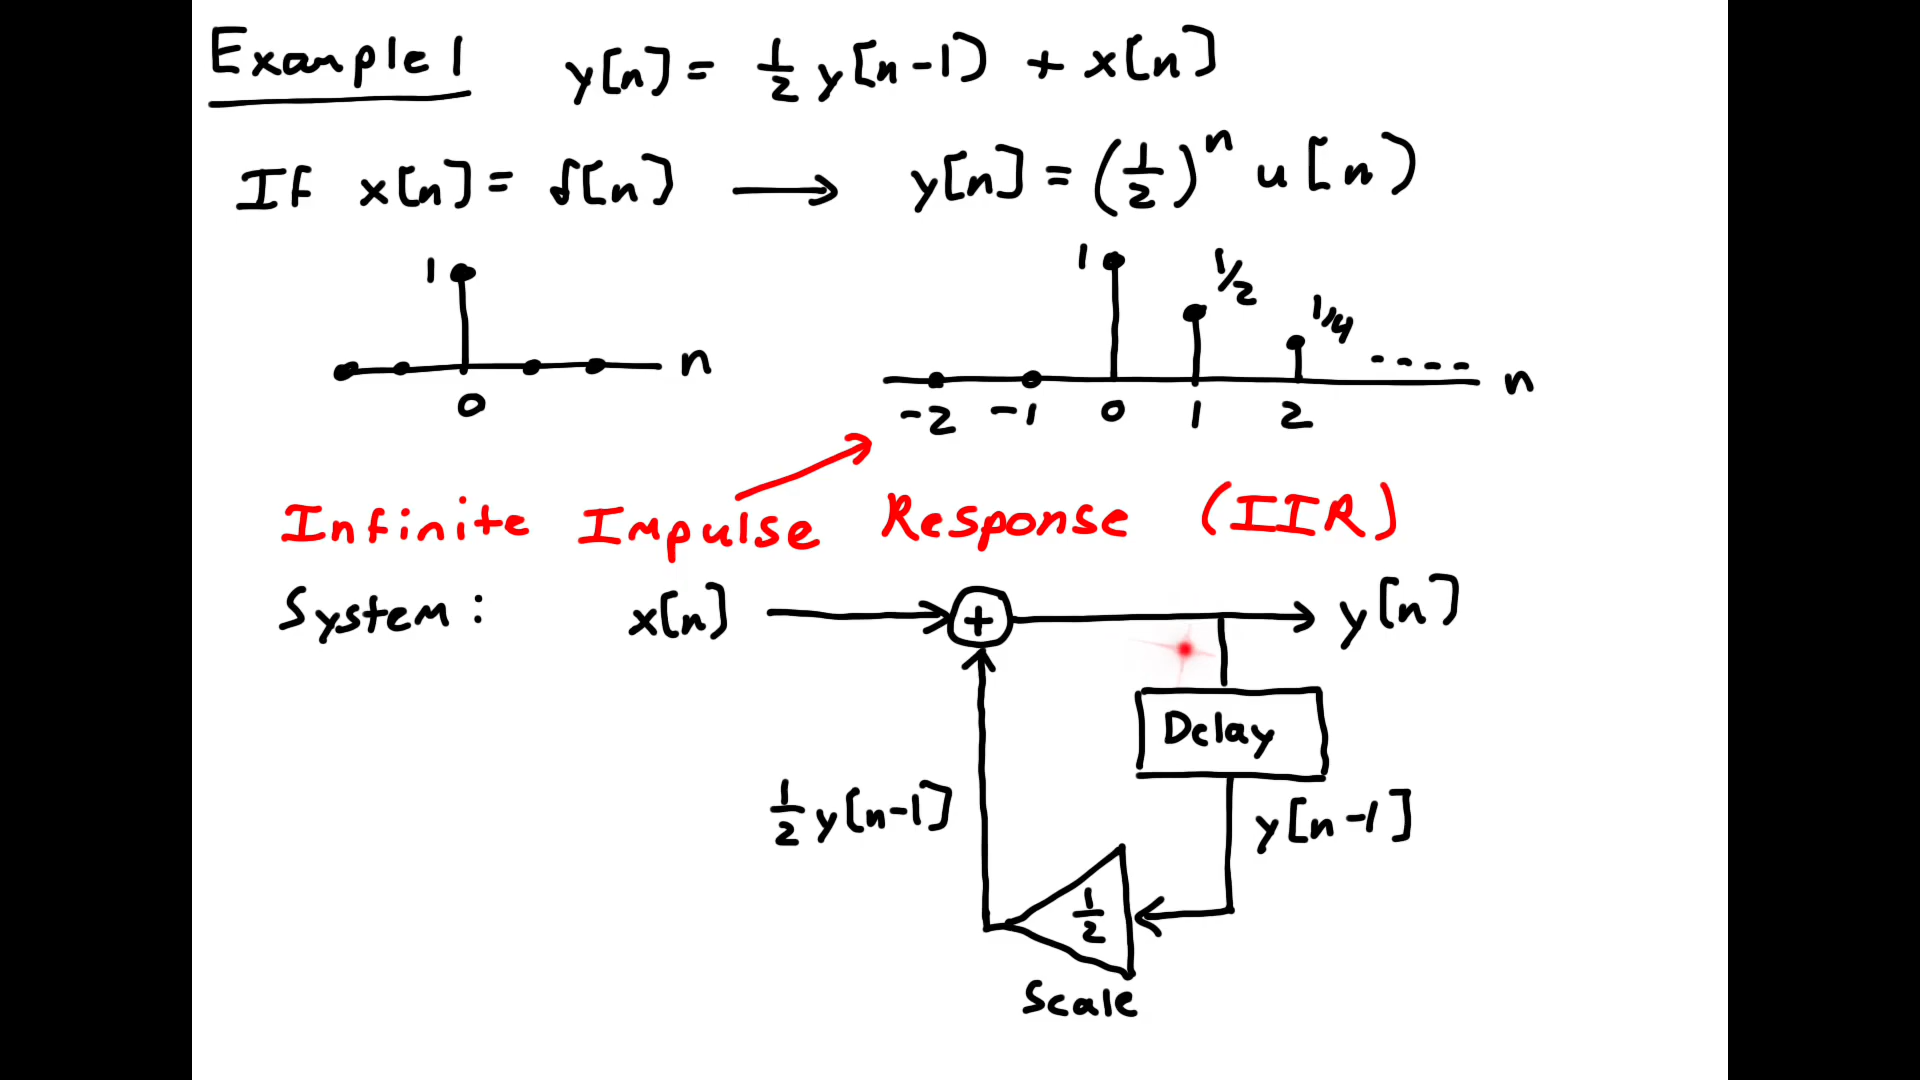 Example 1 y[n] = 1/2 y[n-1] + x[n]
If x[n] = δ[n] → y[n] = (1/2)^n u[n]
1 1 1/2 1/4 ----
n n
0 -2 -1 0 1 2
Infinite Impulse Response (IIR)
System: x[n] + y[n]
Delay
1/2 y[n-1] y[n-1]
1/2
Scale